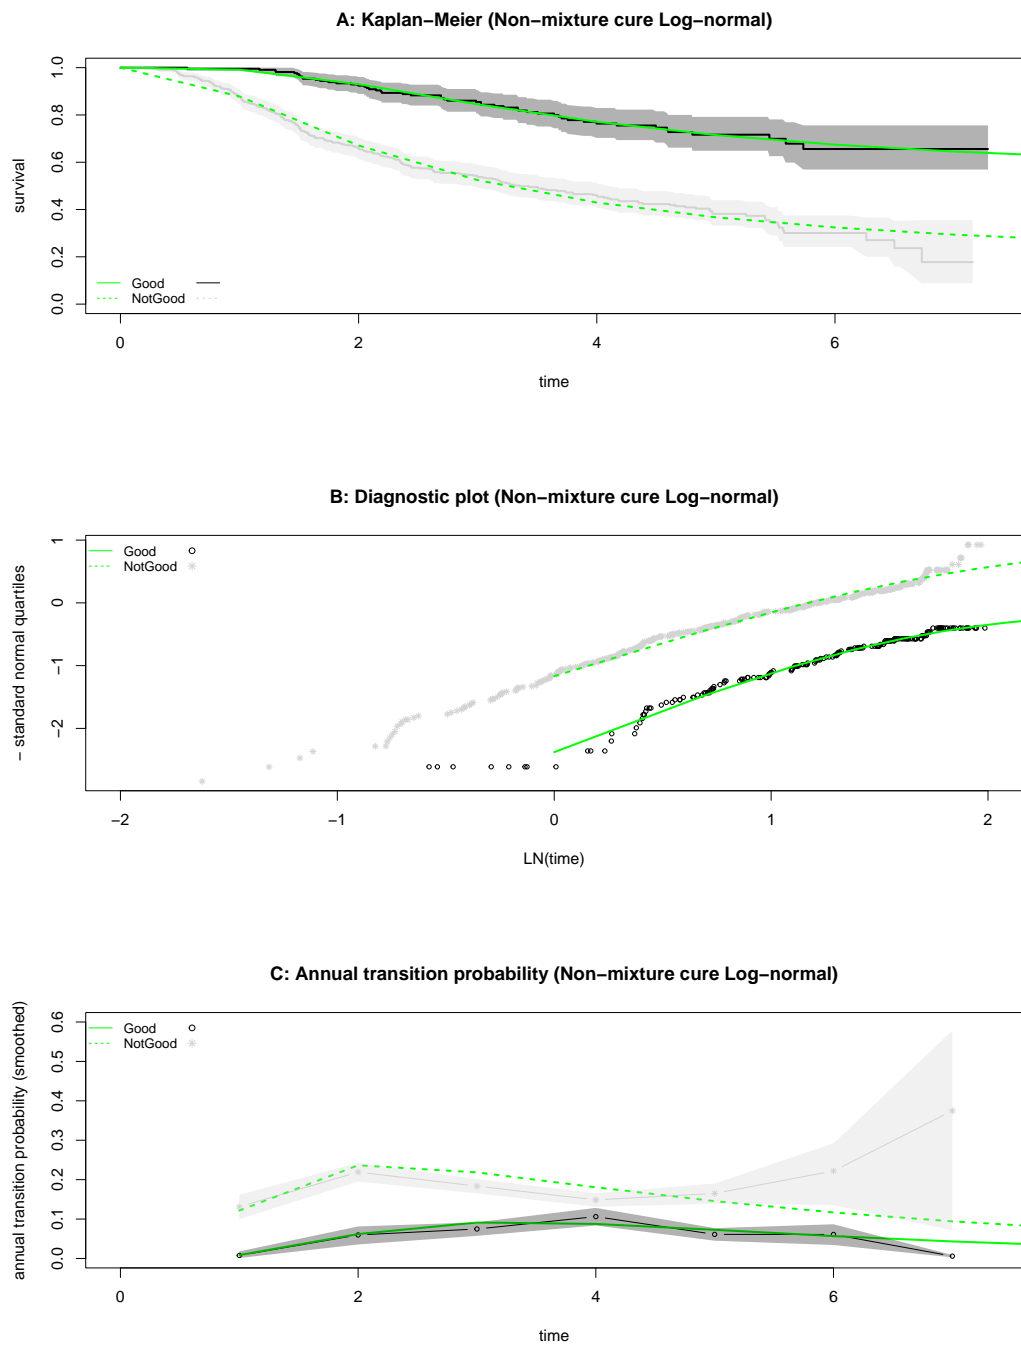 A: Kaplan−Meier (Non−mixture cure Log−normal)
survival
1.0
0.8
0.6
0.4
0.2
0.0
Good
NotGood
0 2 4 6
time
B: Diagnostic plot (Non−mixture cure Log−normal)
− standard normal quartiles
1
0
−1
−2
Good
NotGood
−2 −1 0 1 2
LN(time)
C: Annual transition probability (Non−mixture cure Log−normal)
annual transition probability (smoothed)
0.6
0.5
0.4
0.3
0.2
0.1
0.0
Good
NotGood
0 2 4 6
time